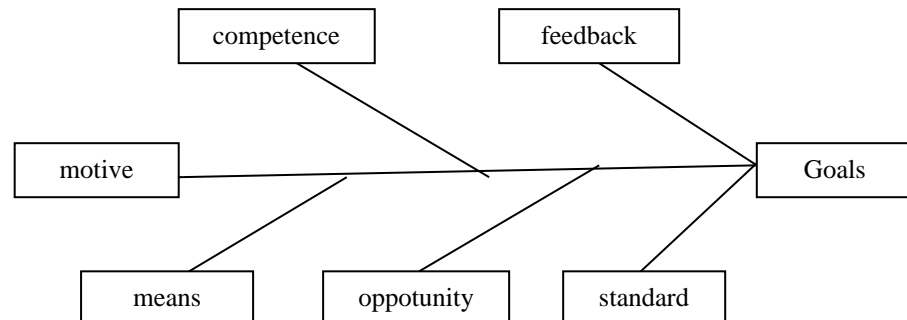 competence
feedback
motive
Goals
means
oppotunity
standard